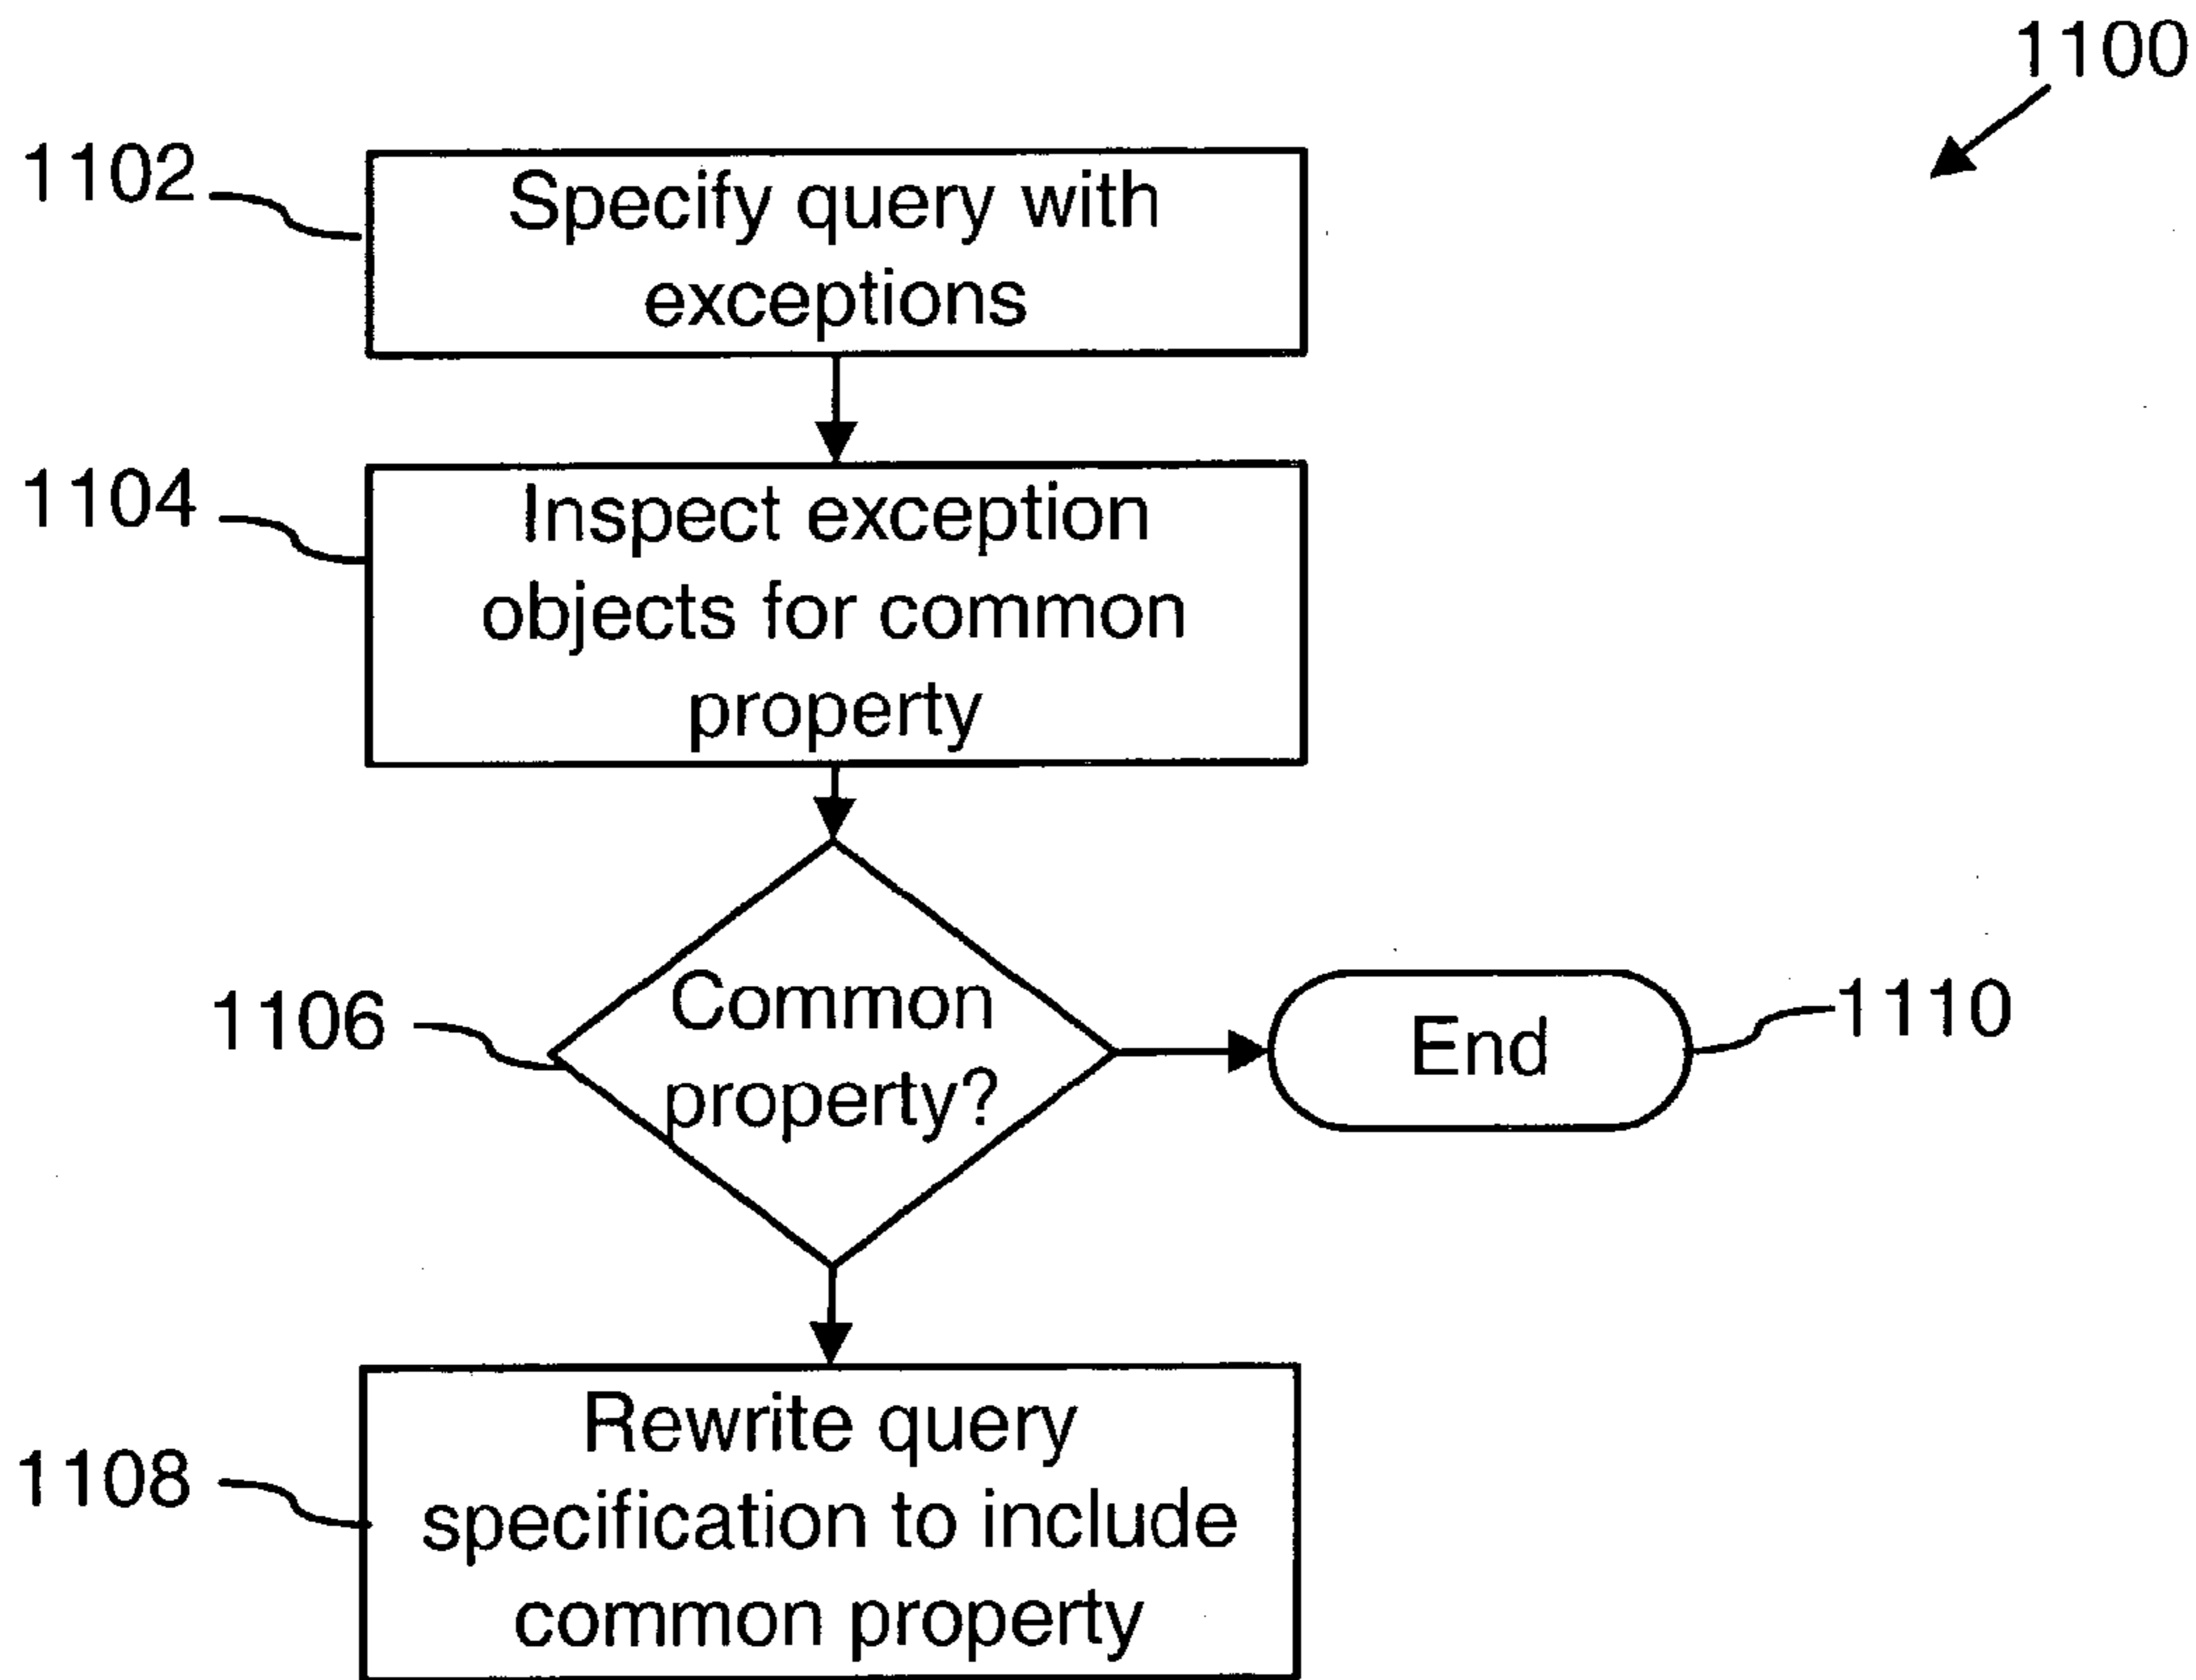 1100
1102
Specify query with
exceptions
1104
Inspect exception
objects for common
property
1106
Common
property?
End
1110
1108
Rewrite query
specification to include
common property